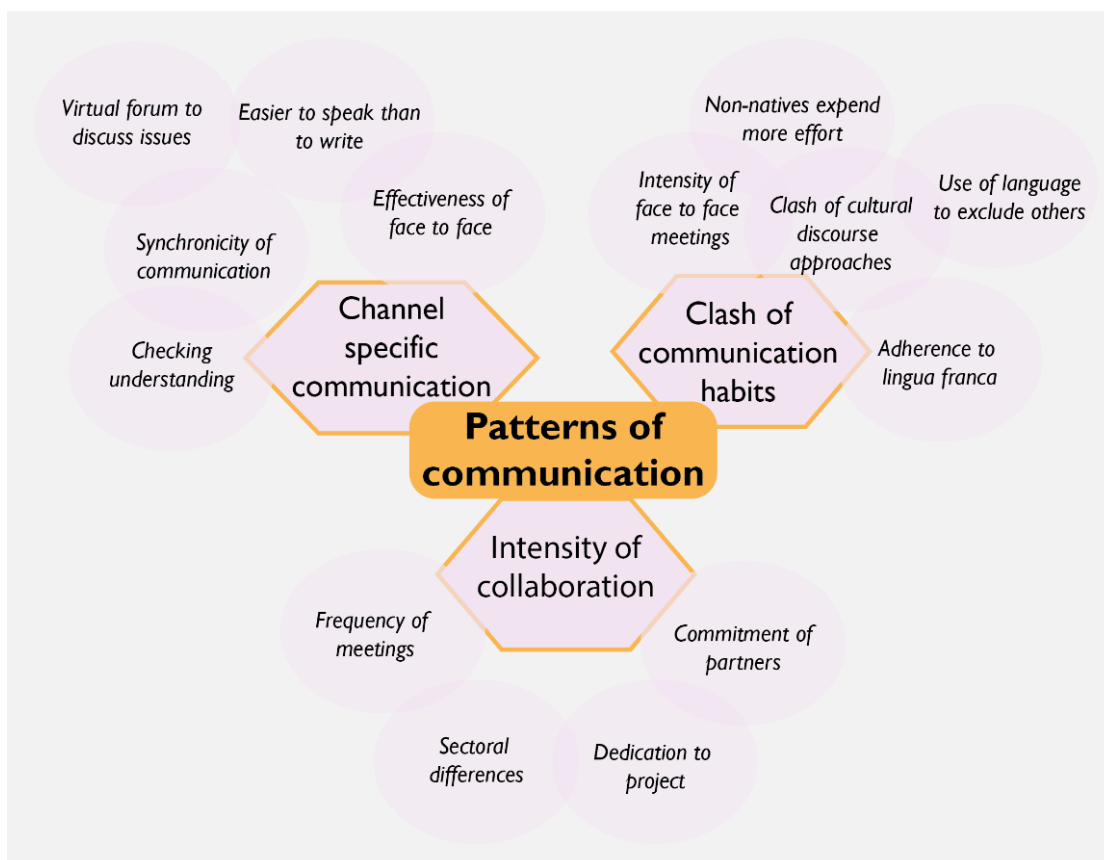 Virtual forum to
discuss issues
Easier to speak than
to write
Effectiveness of
face to face
Synchronicity of
communication
Checking
understanding
Channel
specific
communication
Non-natives expend
more effort
Intensity of
face to face
meetings
Clash of cultural
discourse
approaches
Use of language
to exclude others
Adherence to
lingua franca
Clash of
communication
habits
Patterns of
communication
Intensity of
collaboration
Frequency of
meetings
Commitment of
partners
Sectoral
differences
Dedication to
project